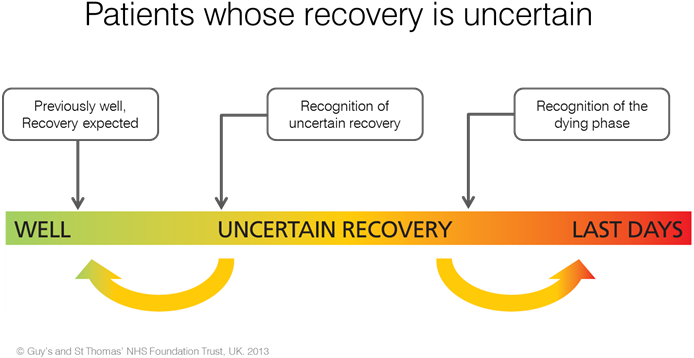 Patients whose recovery is uncertain
Previously well,
Recovery expected
Recognition of
uncertain recovery
Recognition of the
dying phase
WELL
UNCERTAIN RECOVERY
LAST DAYS
© Guy's and St Thomas' NHS Foundation Trust, UK. 2013